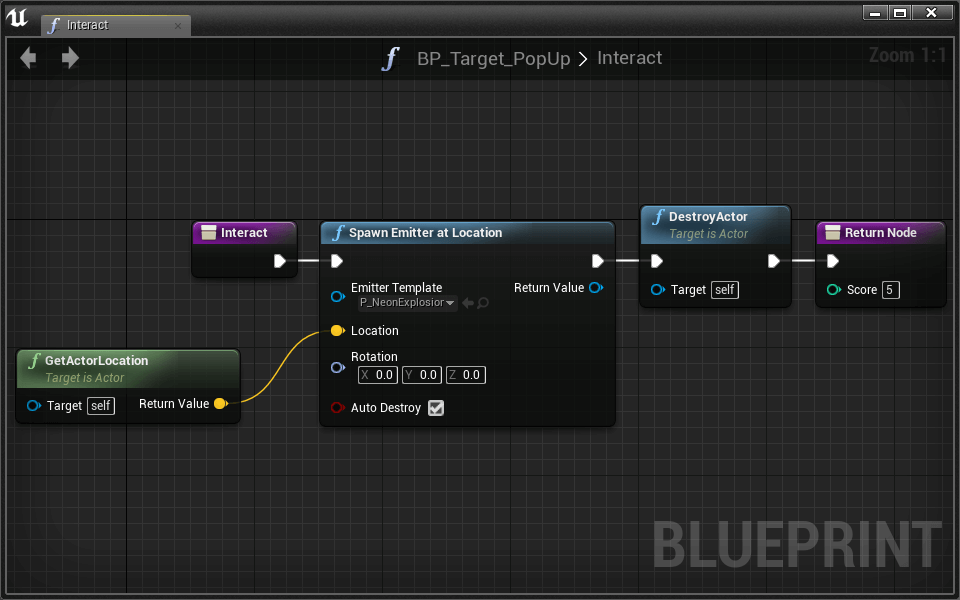 Interact
BP_Target_PopUp > Interact
Zoom 1:1
Interact
Spawn Emitter at Location
Emitter Template
P_NeonExplosior
Return Value
Location
Rotation
X 0.0 Y 0.0 Z 0.0
Auto Destroy
DestroyActor
Target is Actor
Target self
Return Node
Score 5
GetActorLocation
Target is Actor
Target self
Return Value
BLUEPRINT